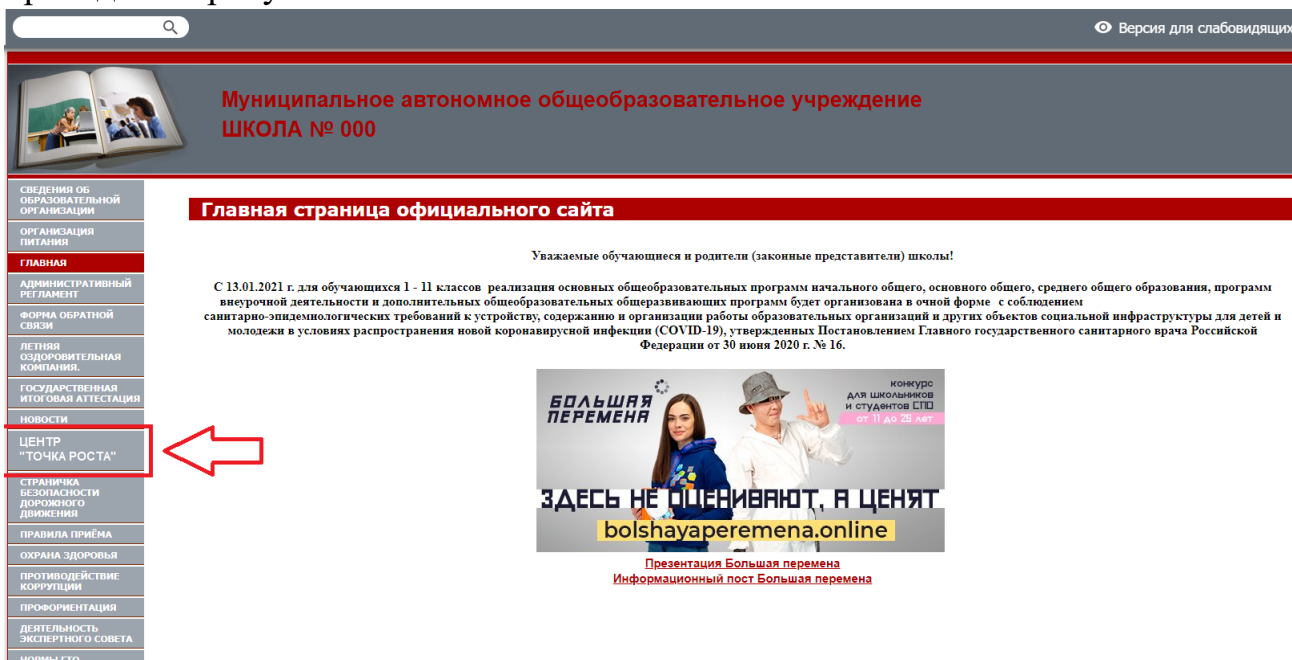 Версия для слабовидящих
Муниципальное автономное общеобразовательное учреждение
ШКОЛА № 000
СВЕДЕНИЯ ОБ
ОБРАЗОВАТЕЛЬНОЙ
ОРГАНИЗАЦИИ
ОРГАНИЗАЦИЯ
ПИТАНИЯ
ГЛАВНАЯ
АДМИНИСТРАТИВНЫЙ
РЕГЛАМЕНТ
ФОРМА ОБРАТНОЙ
СВЯЗИ
ЛЕТНЯЯ
ОЗДОРОВИТЕЛЬНАЯ
КОМПАНИЯ.
ГОСУДАРСТВЕННАЯ
ИТОГОВАЯ АТТЕСТАЦИЯ
НОВОСТИ
ЦЕНТР
"ТОЧКА РОСТА"
СТРАНИЧКА
БЕЗОПАСНОСТИ
ДОРОЖНОГО
ДВИЖЕНИЯ
ПРАВИЛА ПРИЁМА
ОХРАНА ЗДОРОВЬЯ
ПРОТИВОДЕЙСТВИЕ
КОРРУПЦИИ
ПРОФОРИЕНТАЦИЯ
ДЕЯТЕЛЬНОСТЬ
ЭКСПЕРТНОГО СОВЕТА
НОРМЫ ГТО
Главная страница официального сайта
Уважаемые обучающиеся и родители (законные представители) школы!
С 13.01.2021 г. для обучающихся 1 - 11 классов реализация основных общеобразовательных программ начального общего, основного общего, среднего общего образования, программ
внеурочной деятельности и дополнительных общеобразовательных общеразвивающих программ будет организована в очной форме с соблюдением
санитарно-эпидемиологических требований к устройству, содержанию и организации работы образовательных организаций и других объектов социальной инфраструктуры для детей и
молодежи в условиях распространения новой коронавирусной инфекции (COVID-19), утвержденных Постановлением Главного государственного санитарного врача Российской
Федерации от 30 июня 2020 г. № 16.
БОЛЬШАЯ
ПЕРЕМЕНА
конкурс
для школьников
и студентов СПО
от 11 до 25 лет
ЗДЕСЬ НЕ ОЦЕНИВАЮТ, А ЦЕНЯТ
bolshayaperemena.online
Презентация Большая перемена
Информационный пост Большая перемена